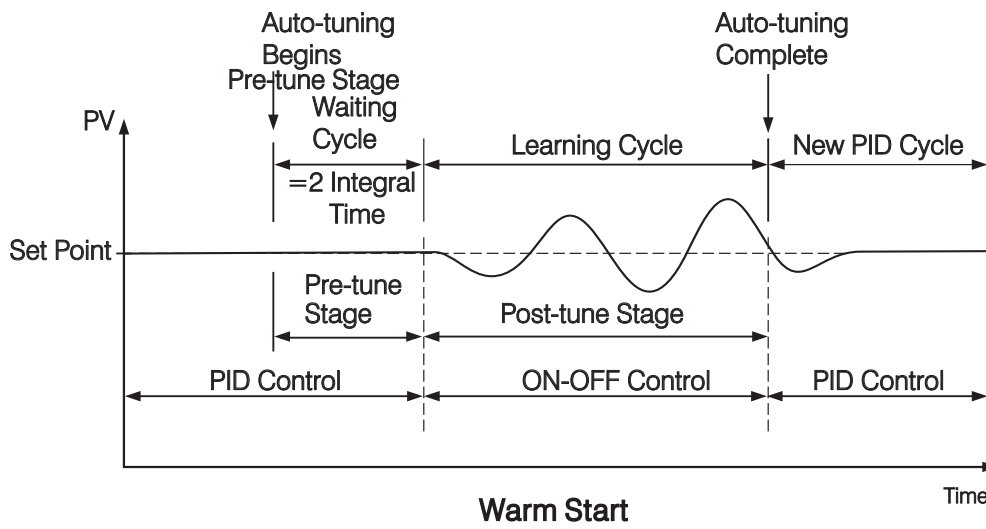 Auto-tuning
Begins
Pre-tune Stage
Waiting
Cycle
=2 Integral
Time
Auto-tuning
Complete
PV
Learning Cycle
New PID Cycle
Set Point
Pre-tune
Stage
Post-tune Stage
PID Control
ON-OFF Control
PID Control
Time
Warm Start